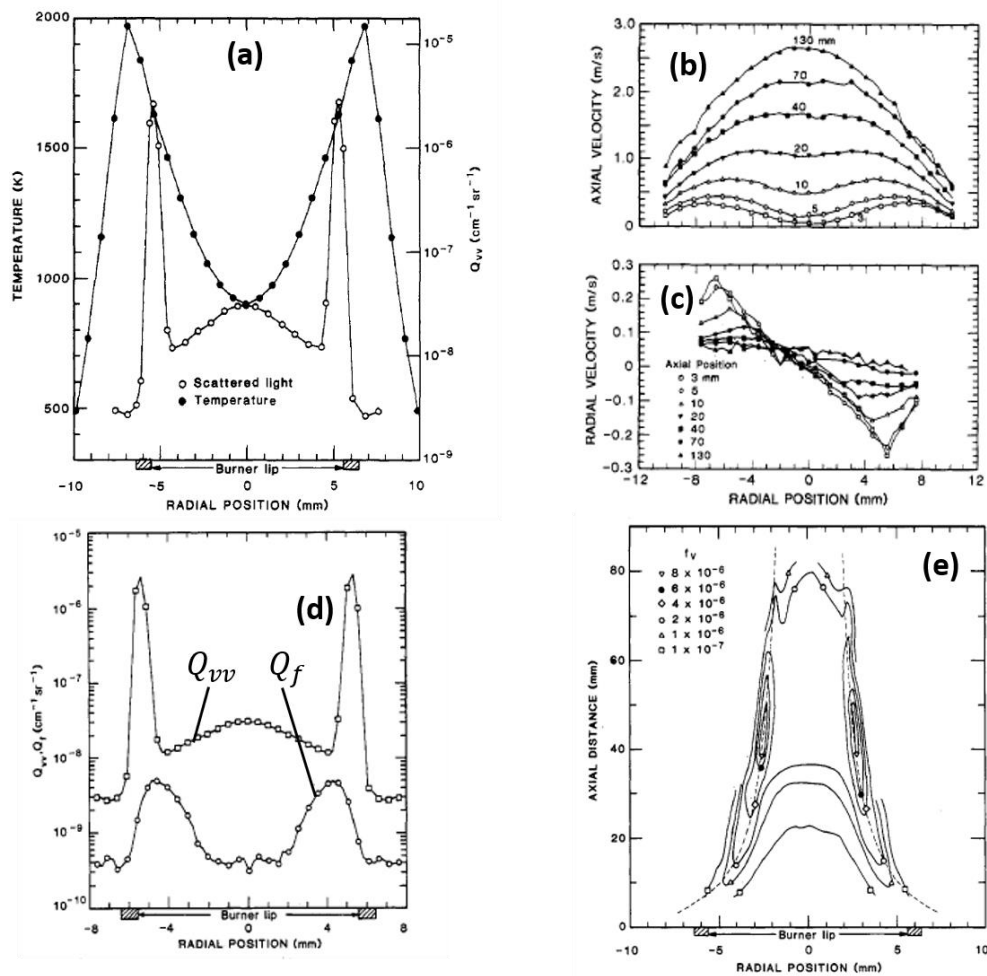 (a)
TEMPERATURE (K)
2000
1500
1000
500
Q_vv (cm⁻¹ sr⁻¹)
10⁻⁵
10⁻⁶
10⁻⁷
10⁻⁸
10⁻⁹
Scattered light
Temperature
Burner lip
-10 -5 0 5 10
RADIAL POSITION (mm)
(b)
AXIAL VELOCITY (m/s)
3.0
2.0
1.0
0
130 mm
70
40
20
10
5
3
(c)
RADIAL VELOCITY (m/s)
0.3
0.2
0.1
0
-0.1
-0.2
-0.3
Axial Position
3 mm
5
10
20
40
70
130
-12 -8 -4 0 4 8 12
RADIAL POSITION (mm)
(d)
Q_vv, Q_f (cm⁻¹ sr⁻¹)
10⁻⁵
10⁻⁶
10⁻⁷
10⁻⁸
10⁻⁹
10⁻¹⁰
Q_vv Q_f
Burner lip
-8 -4 0 4 8
RADIAL POSITION (mm)
(e)
AXIAL DISTANCE (mm)
80
60
40
20
0
f_v
8 x 10⁻⁶
6 x 10⁻⁶
4 x 10⁻⁶
2 x 10⁻⁶
1 x 10⁻⁶
1 x 10⁻⁷
Burner lip
-10 -5 0 5 10
RADIAL POSITION (mm)